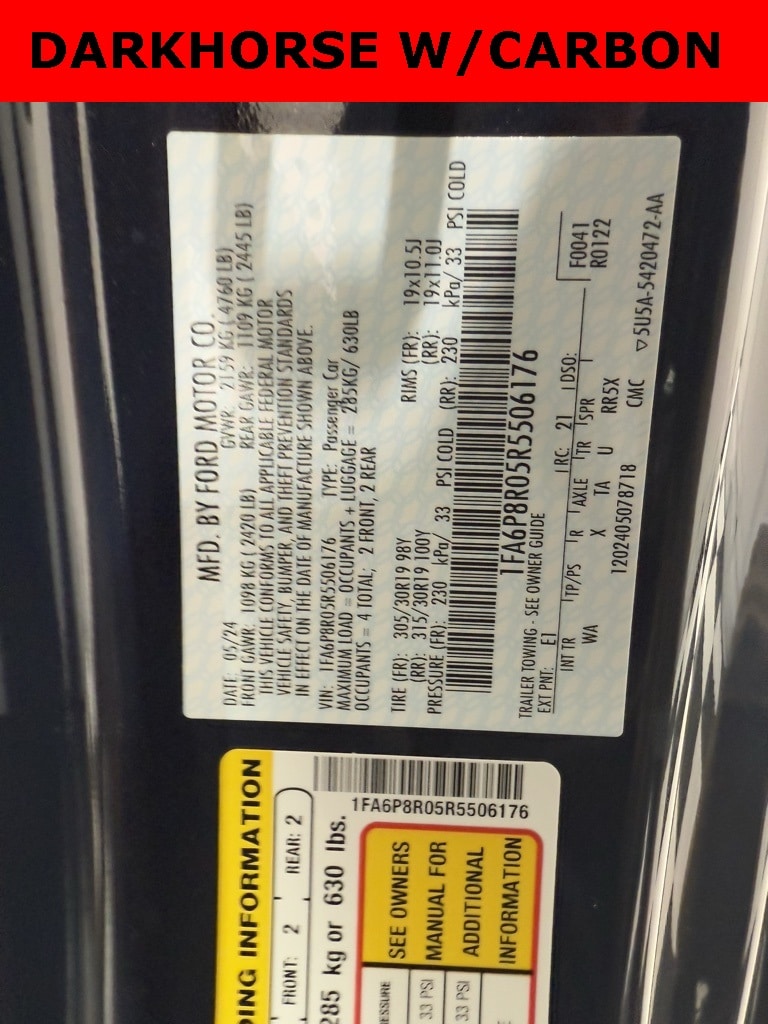 DARKHORSE W/CARBON
MFD. BY FORD MOTOR CO.
DATE: 05/24 GVWR: 2159 KG ( 4760 LB)
FRONT GAWR: 1098 KG ( 2420 LB) REAR GAWR: 1109 KG ( 2445 LB)
THIS VEHICLE CONFORMS TO ALL APPLICABLE FEDERAL MOTOR
VEHICLE SAFETY, BUMPER, AND THEFT PREVENTION STANDARDS
IN EFFECT ON THE DATE OF MANUFACTURE SHOWN ABOVE.
VIN: 1FA6P8R05R5506176 TYPE: Passenger Car
MAXIMUM LOAD = OCCUPANTS + LUGGAGE = 285KG/ 630LB
OCCUPANTS = 4 TOTAL; 2 FRONT, 2 REAR
TIRE (FR): 305/30R19 98Y RIMS (FR): 19x10.5J
(RR): 315/30R19 100Y (RR): 19x11.0J
PRESSURE (FR): 230 kPa/ 33 PSI COLD (RR): 230 kPa/ 33 PSI COLD
1FA6P8R05R5506176
TRAILER TOWING - SEE OWNER GUIDE
EXT PNT: E1 RC: 21 DSO: F0041
R0122
INT TR TP/PS R AXLE TR SPR
WA X TA U RR5X
1202405078/18 CMC ▽5U5A-5420472-AA
DING INFORMATION
FRONT: 2 REAR: 2
285 kg or 630 lbs.
1FA6P8R05R5506176
33 PSI
33 PSI
SEE OWNERS
MANUAL FOR
ADDITIONAL
INFORMATION